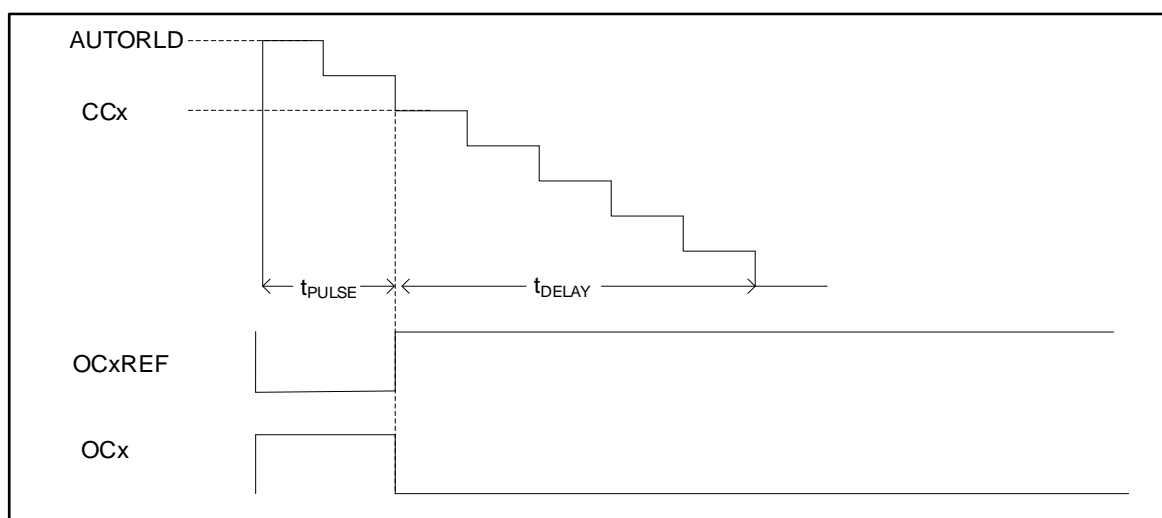 AUTORLD
CCx
tPULSE
tDELAY
OCxREF
OCx